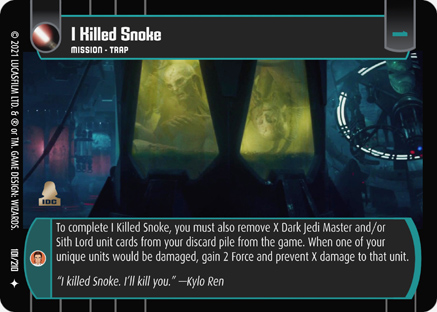 I Killed Snoke
MISSION · TRAP
© 2021 LUCASFILM LTD. & ® or TM. GAME DESIGN: WIZARDS.
IDC
To complete I Killed Snoke, you must also remove X Dark Jedi Master and/or
Sith Lord unit cards from your discard pile from the game. When one of your
unique units would be damaged, gain 2 Force and prevent X damage to that unit.
“I killed Snoke. I'll kill you.” —Kylo Ren